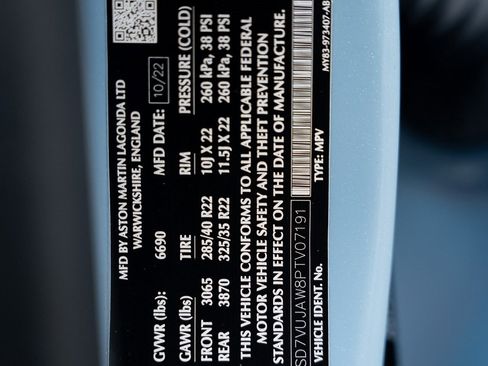 MFD BY ASTON MARTIN LAGONDA LTD
WARWICKSHIRE, ENGLAND
GVWR (lbs): 6690 MFD DATE: 10/22
GAWR (lbs) TIRE RIM PRESSURE (COLD)
FRONT 3065 285/40 R22 10J X 22 260 kPa, 38 PSI
REAR 3870 325/35 R22 11.5J X 22 260 kPa, 38 PSI
THIS VEHICLE CONFORMS TO ALL APPLICABLE FEDERAL
MOTOR VEHICLE SAFETY AND THEFT PREVENTION
STANDARDS IN EFFECT ON THE DATE OF MANUFACTURE.
SD7VUJAW8PTV07191
VEHICLE IDENT. No. TYPE: MPV
MY83-973407-AB